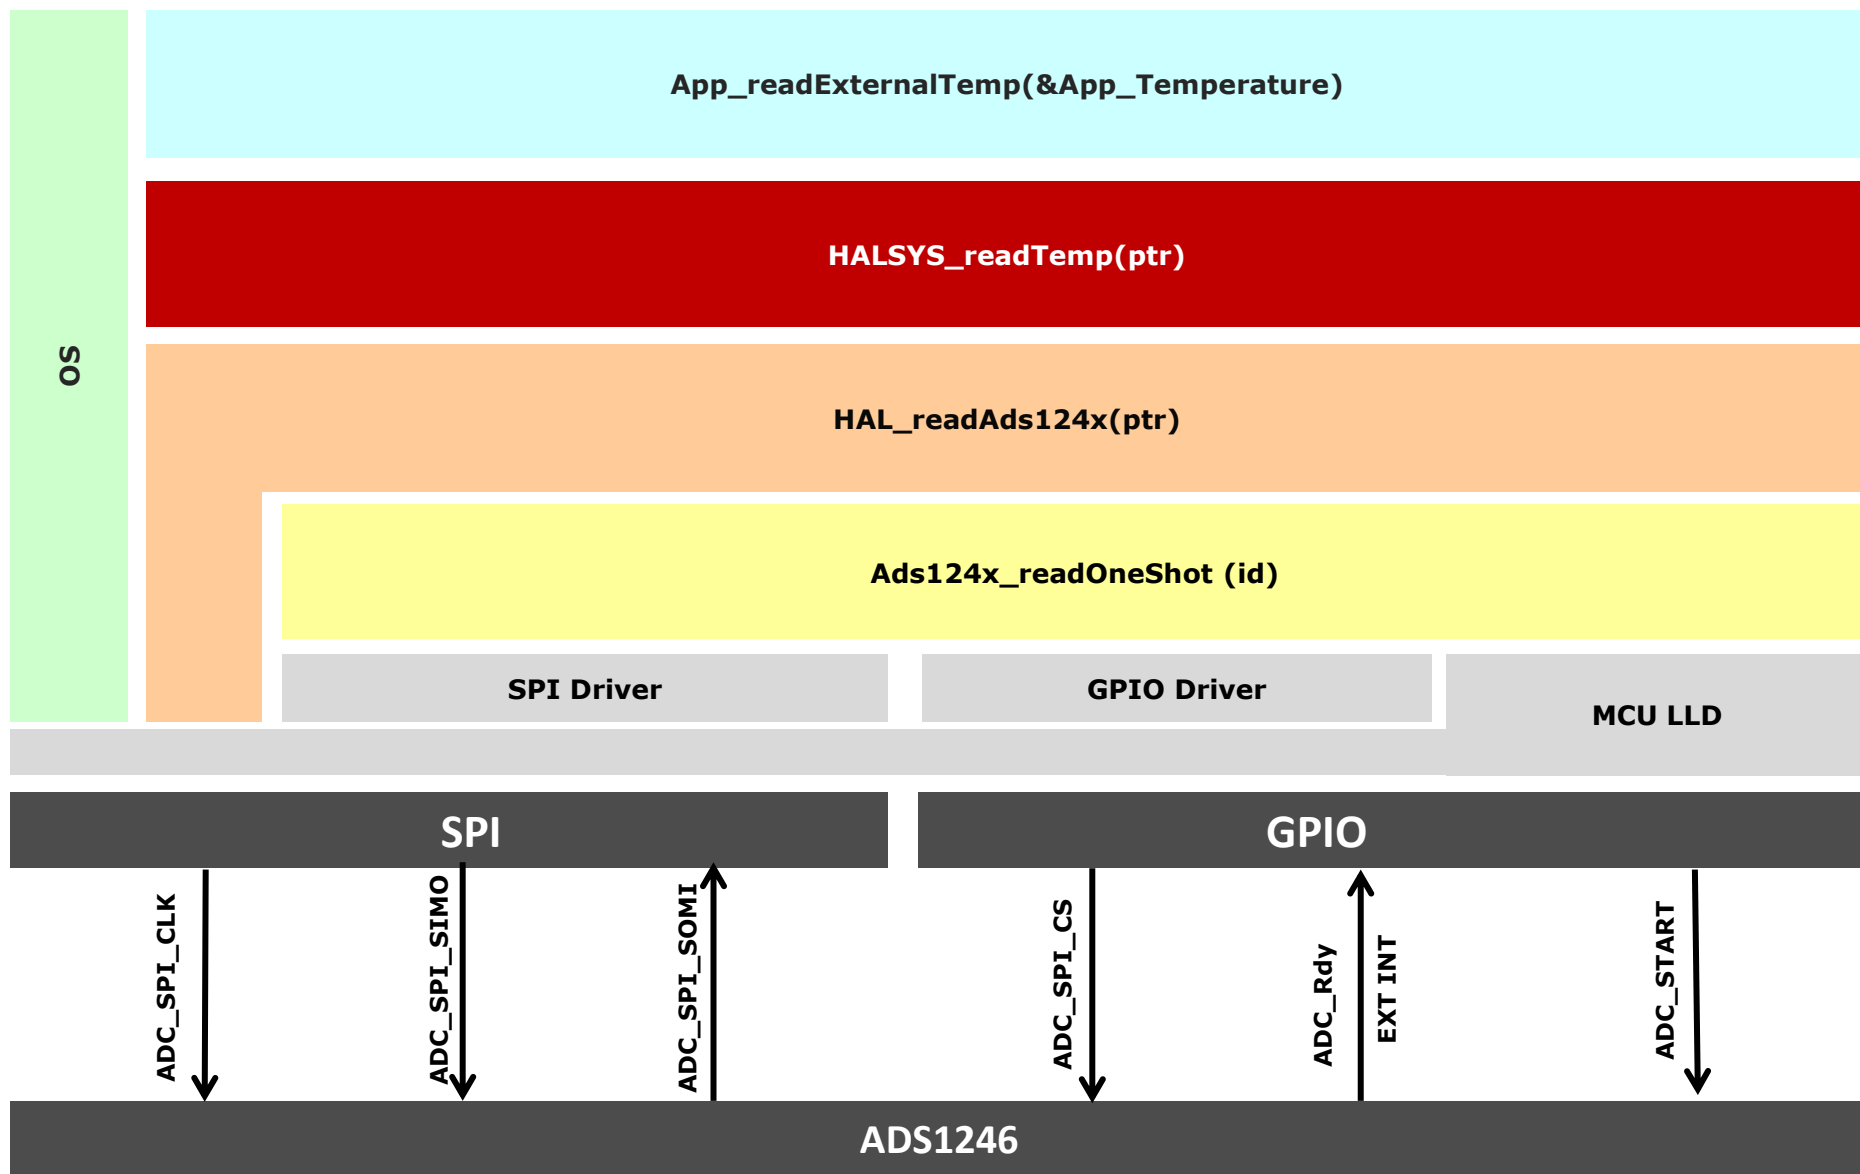 App_readExternalTemp(&App_Temperature)
HALSYS_readTemp(ptr)
OS
HAL_readAds124x(ptr)
Ads124x_readOneShot (id)
SPI Driver
GPIO Driver
MCU LLD
SPI
GPIO
ADC_SPI_CLK
ADC_SPI_SIMO
ADC_SPI_SOMI
ADC_SPI_CS
ADC_Rdy
EXT INT
ADC_START
ADS1246